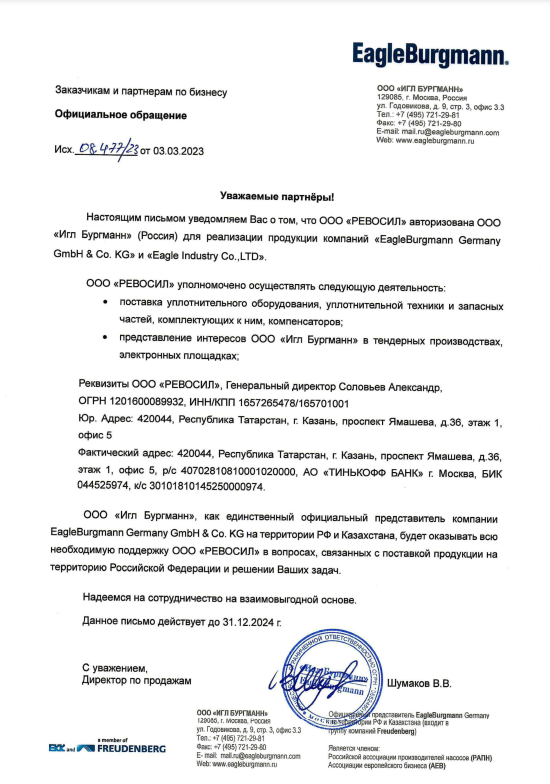 EagleBurgmann.
Заказчикам и партнерам по бизнесу
Официальное обращение
Исх. 08.477/23 от 03.03.2023
ООО «ИГЛ БУРГМАНН»
129085, г. Москва, Россия
ул. Годовикова, д. 9, стр. 3, офис 3.3
Тел.: +7 (495) 721-29-81
Факс: +7 (495) 721-29-80
E-mail: mail.ru@eagleburgmann.com
Web: www.eagleburgmann.ru
Уважаемые партнёры!
Настоящим письмом уведомляем Вас о том, что ООО «РЕВОСИЛ» авторизована ООО
«Игл Бургманн» (Россия) для реализации продукции компаний «EagleBurgmann Germany
GmbH & Co. KG» и «Eagle Industry Co.,LTD».
ООО «РЕВОСИЛ» уполномочено осуществлять следующую деятельность:
• поставка уплотнительного оборудования, уплотнительной техники и запасных
частей, комплектующих к ним, компенсаторов;
• представление интересов ООО «Игл Бургманн» в тендерных производствах,
электронных площадках;
Реквизиты ООО «РЕВОСИЛ», Генеральный директор Соловьев Александр,
ОГРН 1201600089932, ИНН/КПП 1657265478/165701001
Юр. Адрес: 420044, Республика Татарстан, г. Казань, проспект Ямашева, д.36, этаж 1,
офис 5
Фактический адрес: 420044, Республика Татарстан, г. Казань, проспект Ямашева, д.36,
этаж 1, офис 5, р/с 40702810810001020000, АО «ТИНЬКОФФ БАНК» г. Москва, БИК
044525974, к/с 30101810145250000974.
ООО «Игл Бургманн», как единственный официальный представитель компании
EagleBurgmann Germany GmbH & Co. KG на территории РФ и Казахстана, будет оказывать всю
необходимую поддержку ООО «РЕВОСИЛ» в вопросах, связанных с поставкой продукции на
территорию Российской Федерации и решении Ваших задач.
Надеемся на сотрудничество на взаимовыгодной основе.
Данное письмо действует до 31.12.2024 г.
С уважением,
Директор по продажам
«Игл Бургманн»
Шумаков В.В.
ООО «ИГЛ БУРГМАНН»
129085, г. Москва, Россия
ул. Годовикова, д. 9, стр. 3, офис 3.3
Тел.: +7 (495) 721-29-81
Факс: +7 (495) 721-29-80
E-mail: mail.ru@eagleburgmann.com
Web: www.eagleburgmann.ru
Официальный представитель EagleBurgmann Germany
на территории РФ и Казахстана (входит в
группу компаний Freudenberg)
Является членом:
Российской ассоциации производителей насосов (РАПН)
Ассоциации европейского бизнеса (АЕВ)
EKK and a member of FREUDENBERG